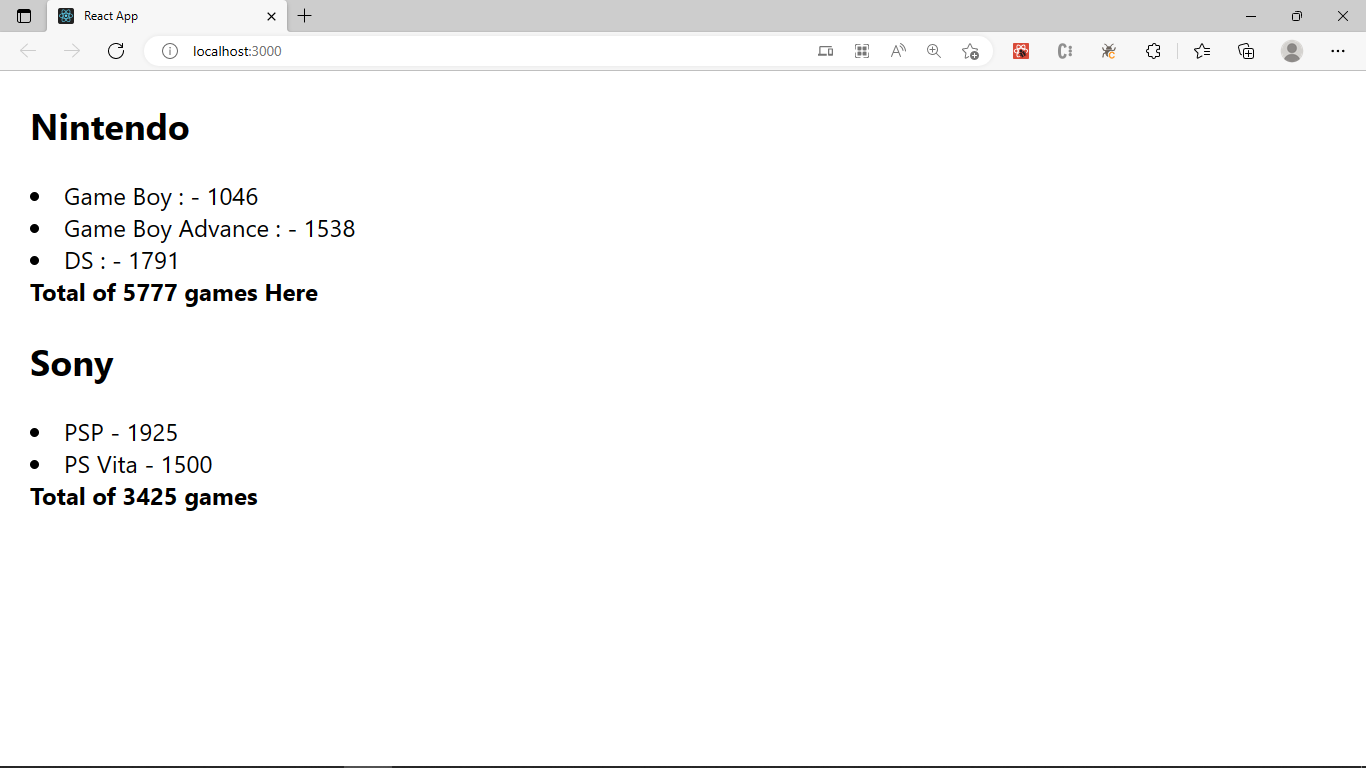 React App
localhost:3000
Nintendo
Game Boy : - 1046
Game Boy Advance : - 1538
DS : - 1791
Total of 5777 games Here
Sony
PSP - 1925
PS Vita - 1500
Total of 3425 games